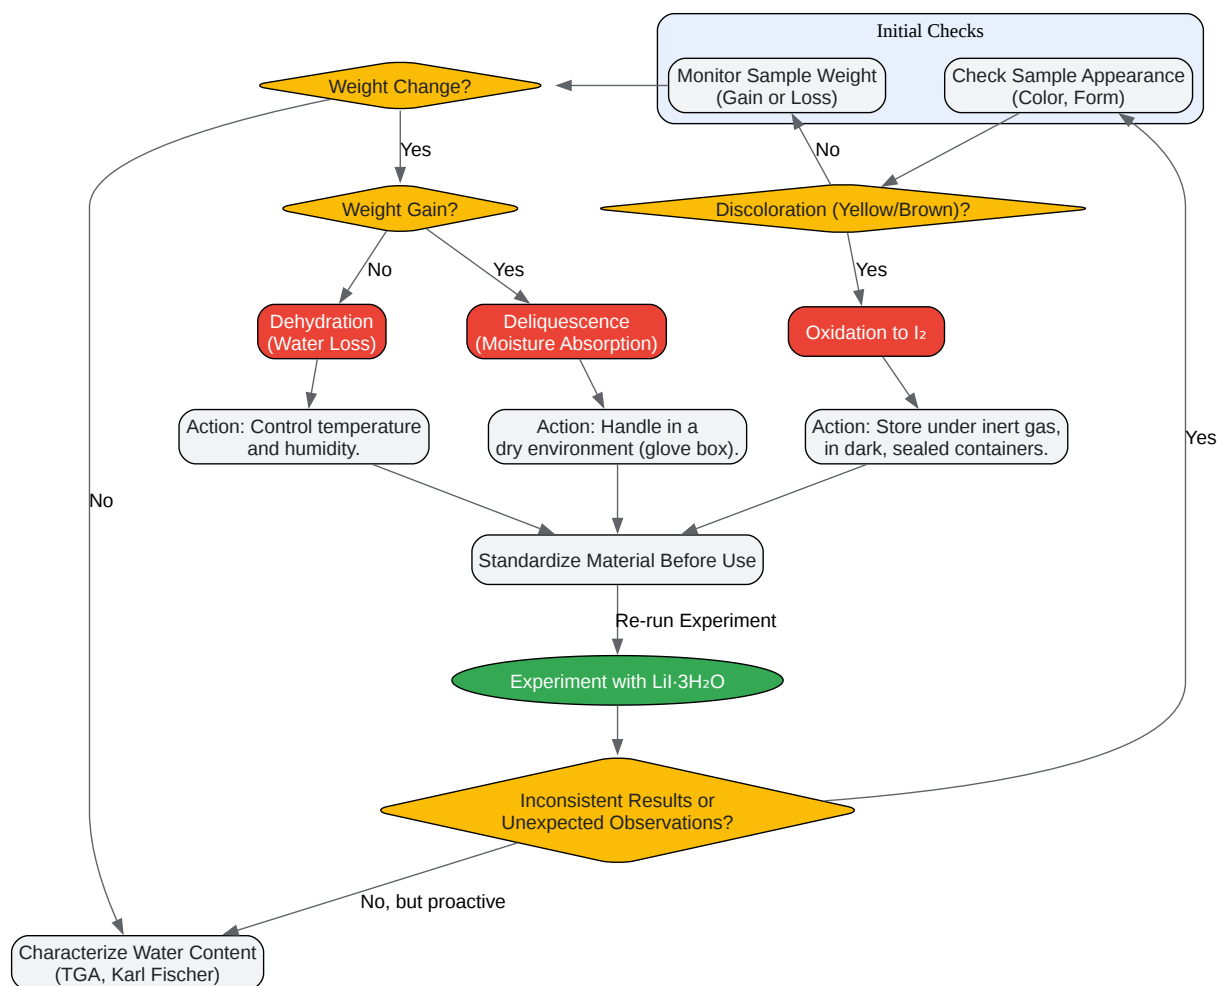 Initial Checks
Monitor Sample Weight
(Gain or Loss)
Check Sample Appearance
(Color, Form)
Weight Change?
Yes
No
Weight Gain?
Discoloration (Yellow/Brown)?
No
Yes
Yes
Dehydration
(Water Loss)
Deliquescence
(Moisture Absorption)
Oxidation to I₂
Action: Control temperature
and humidity.
Action: Handle in a
dry environment (glove box).
Action: Store under inert gas,
in dark, sealed containers.
Yes
No
Standardize Material Before Use
Re-run Experiment
Experiment with LiI·3H₂O
Inconsistent Results or
Unexpected Observations?
No, but proactive
Characterize Water Content
(TGA, Karl Fischer)